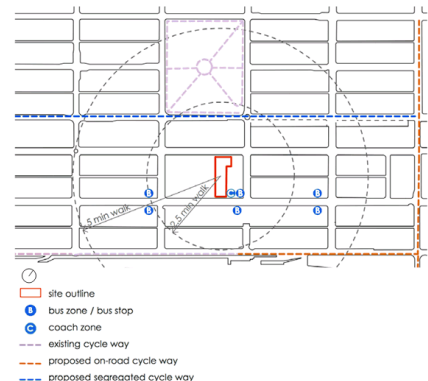 B
C B
B
B
B
B
5 min walk
2.5 min walk
site outline
B bus zone / bus stop
C coach zone
existing cycle way
proposed on-road cycle way
proposed segregated cycle way